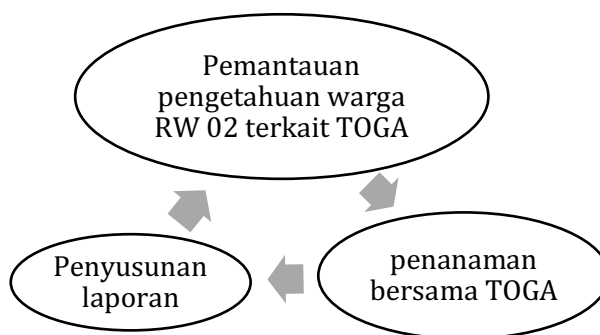 Pemantauan
pengetahuan warga
RW 02 terkait TOGA
penanaman
bersama TOGA
Penyusunan
laporan